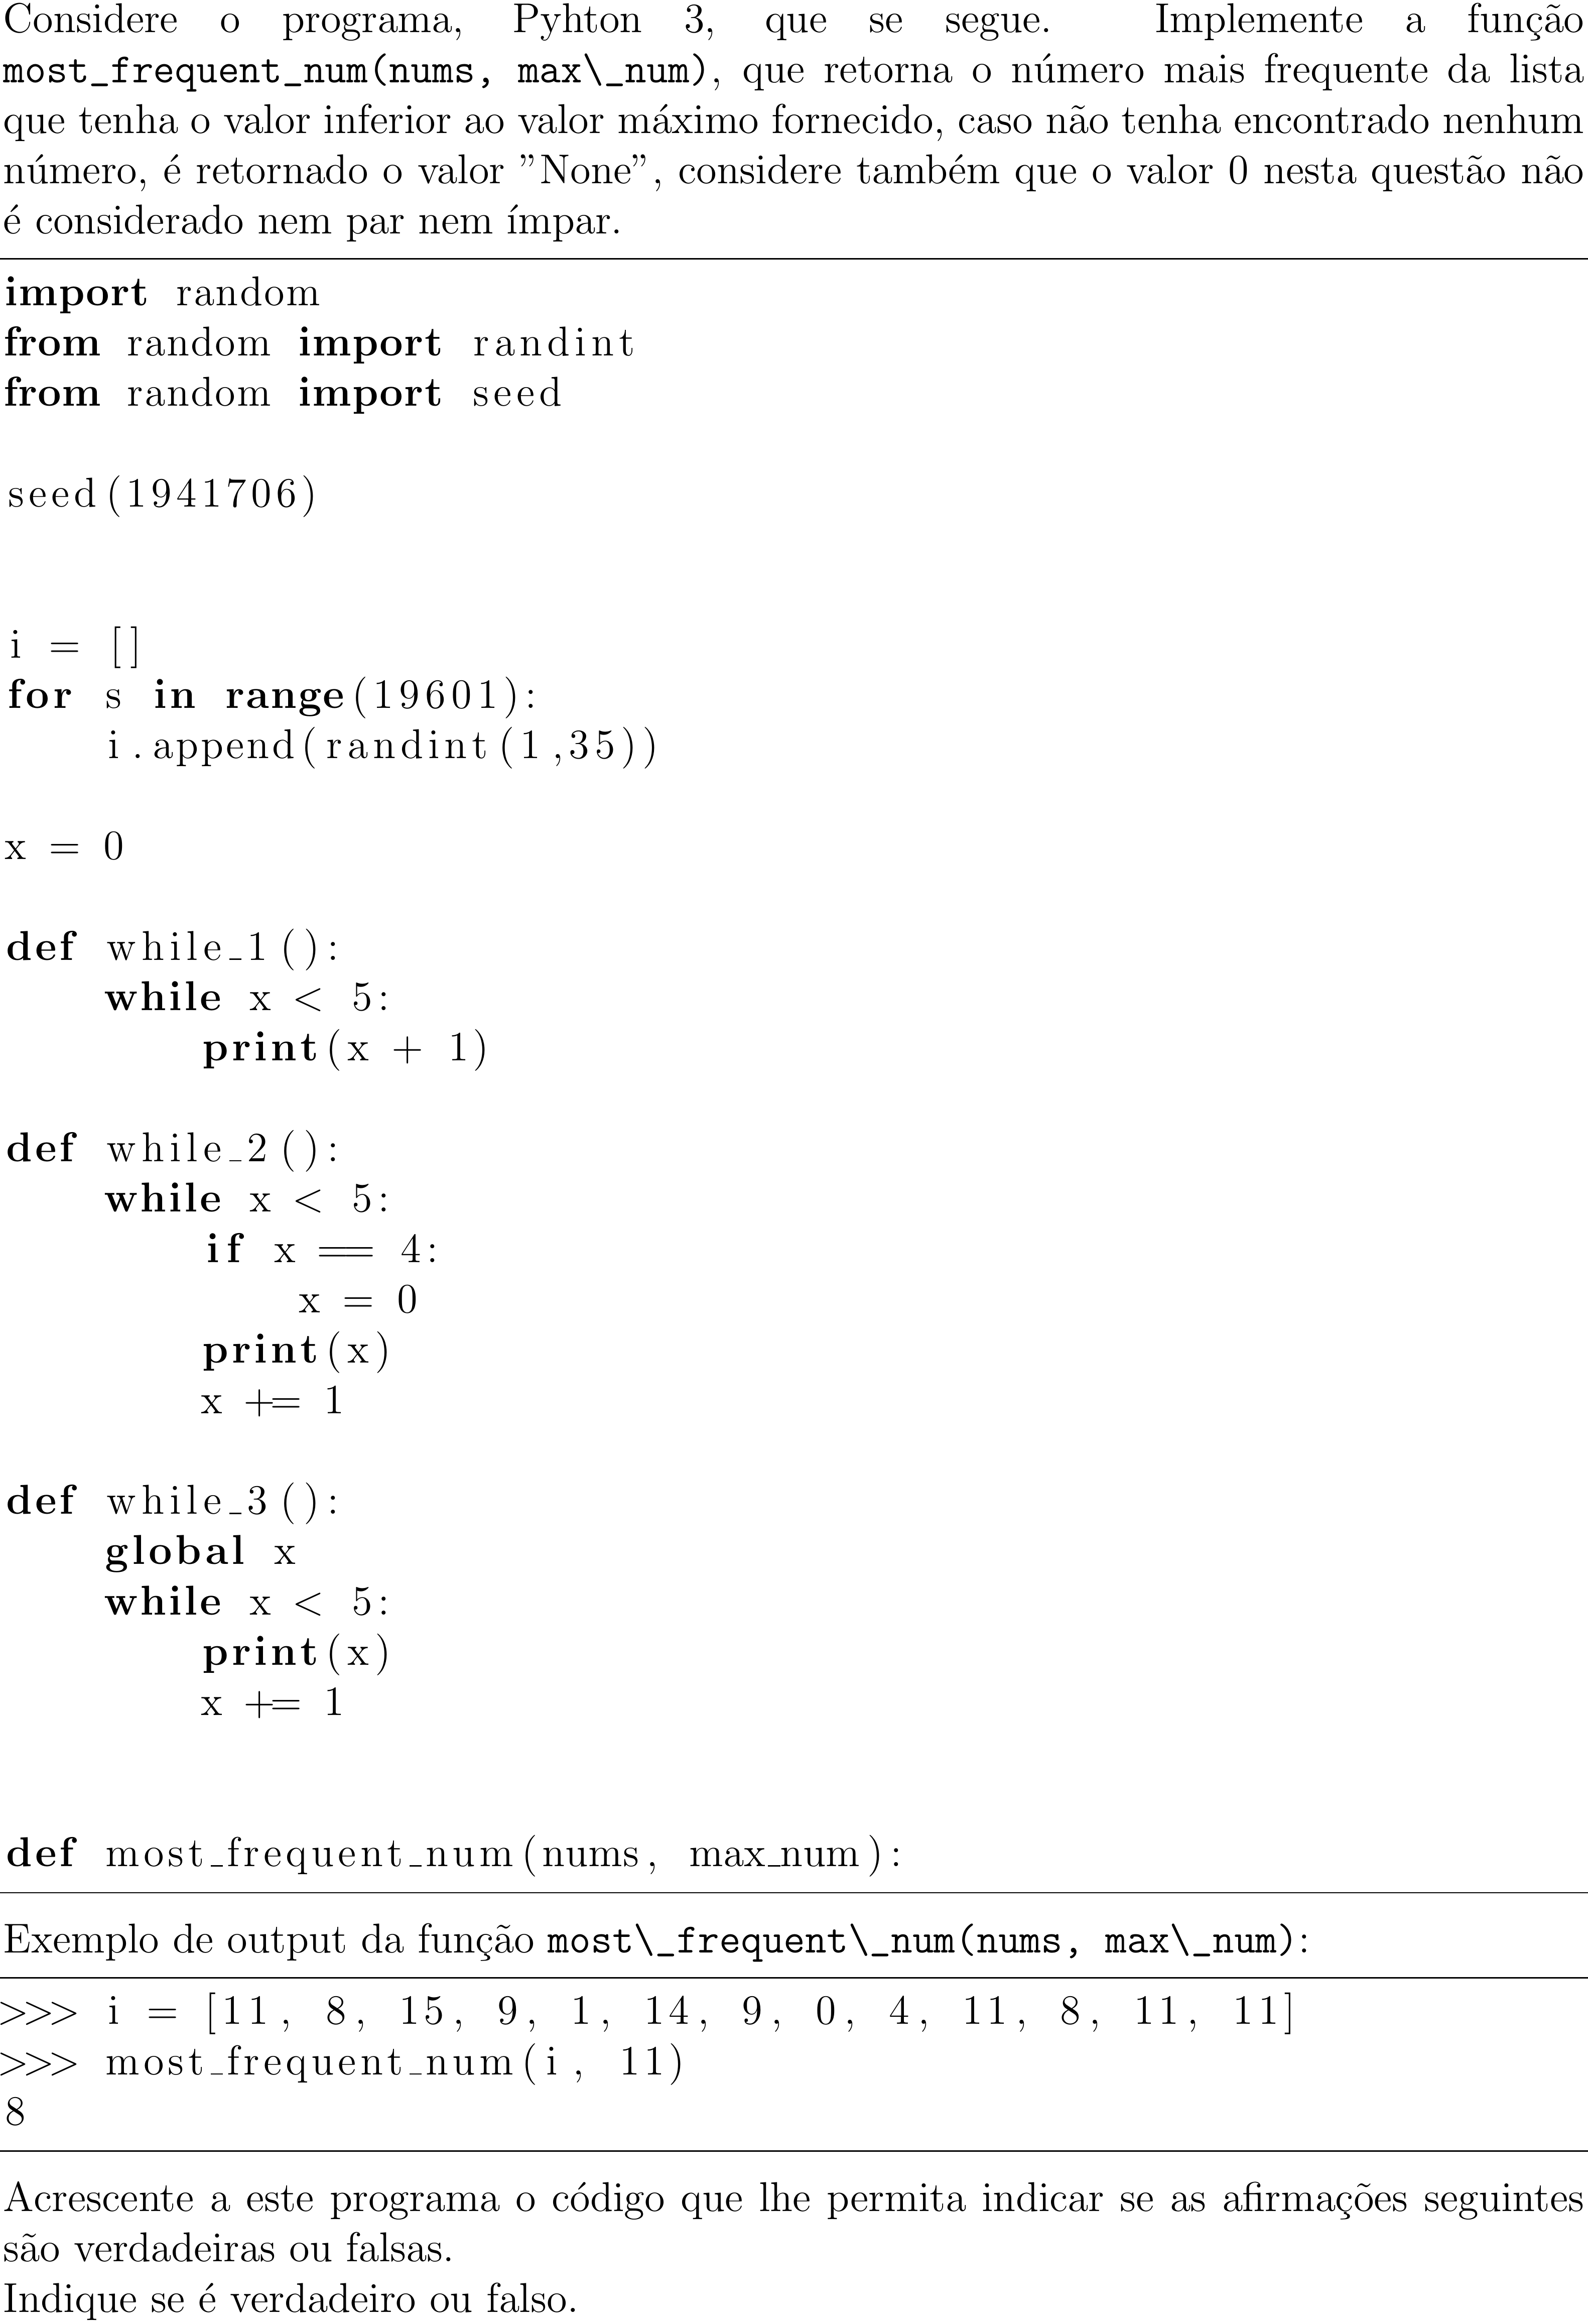 Considere o programa, Pyhton 3, que se segue. Implemente a função
most_frequent_num(nums, max\_num), que retorna o número mais frequente da lista
que tenha o valor inferior ao valor máximo fornecido, caso não tenha encontrado nenhum
número, é retornado o valor ”None”, considere também que o valor 0 nesta questão não
é considerado nem par nem ímpar.
import random
from random import randint
from random import seed
seed(1941706)
i = []
for s in range(19601):
    i.append(randint(1,35))
x = 0
def while_1():
    while x < 5:
        print(x + 1)
def while_2():
    while x < 5:
        if x == 4:
            x = 0
        print(x)
        x += 1
def while_3():
    global x
    while x < 5:
        print(x)
        x += 1
def most_frequent_num(nums, max_num):
Exemplo de output da função most\_frequent\_num(nums, max\_num):
>>> i = [11, 8, 15, 9, 1, 14, 9, 0, 4, 11, 8, 11, 11]
>>> most_frequent_num(i, 11)
8
Acrescente a este programa o código que lhe permita indicar se as afirmações seguintes
são verdadeiras ou falsas.
Indique se é verdadeiro ou falso.